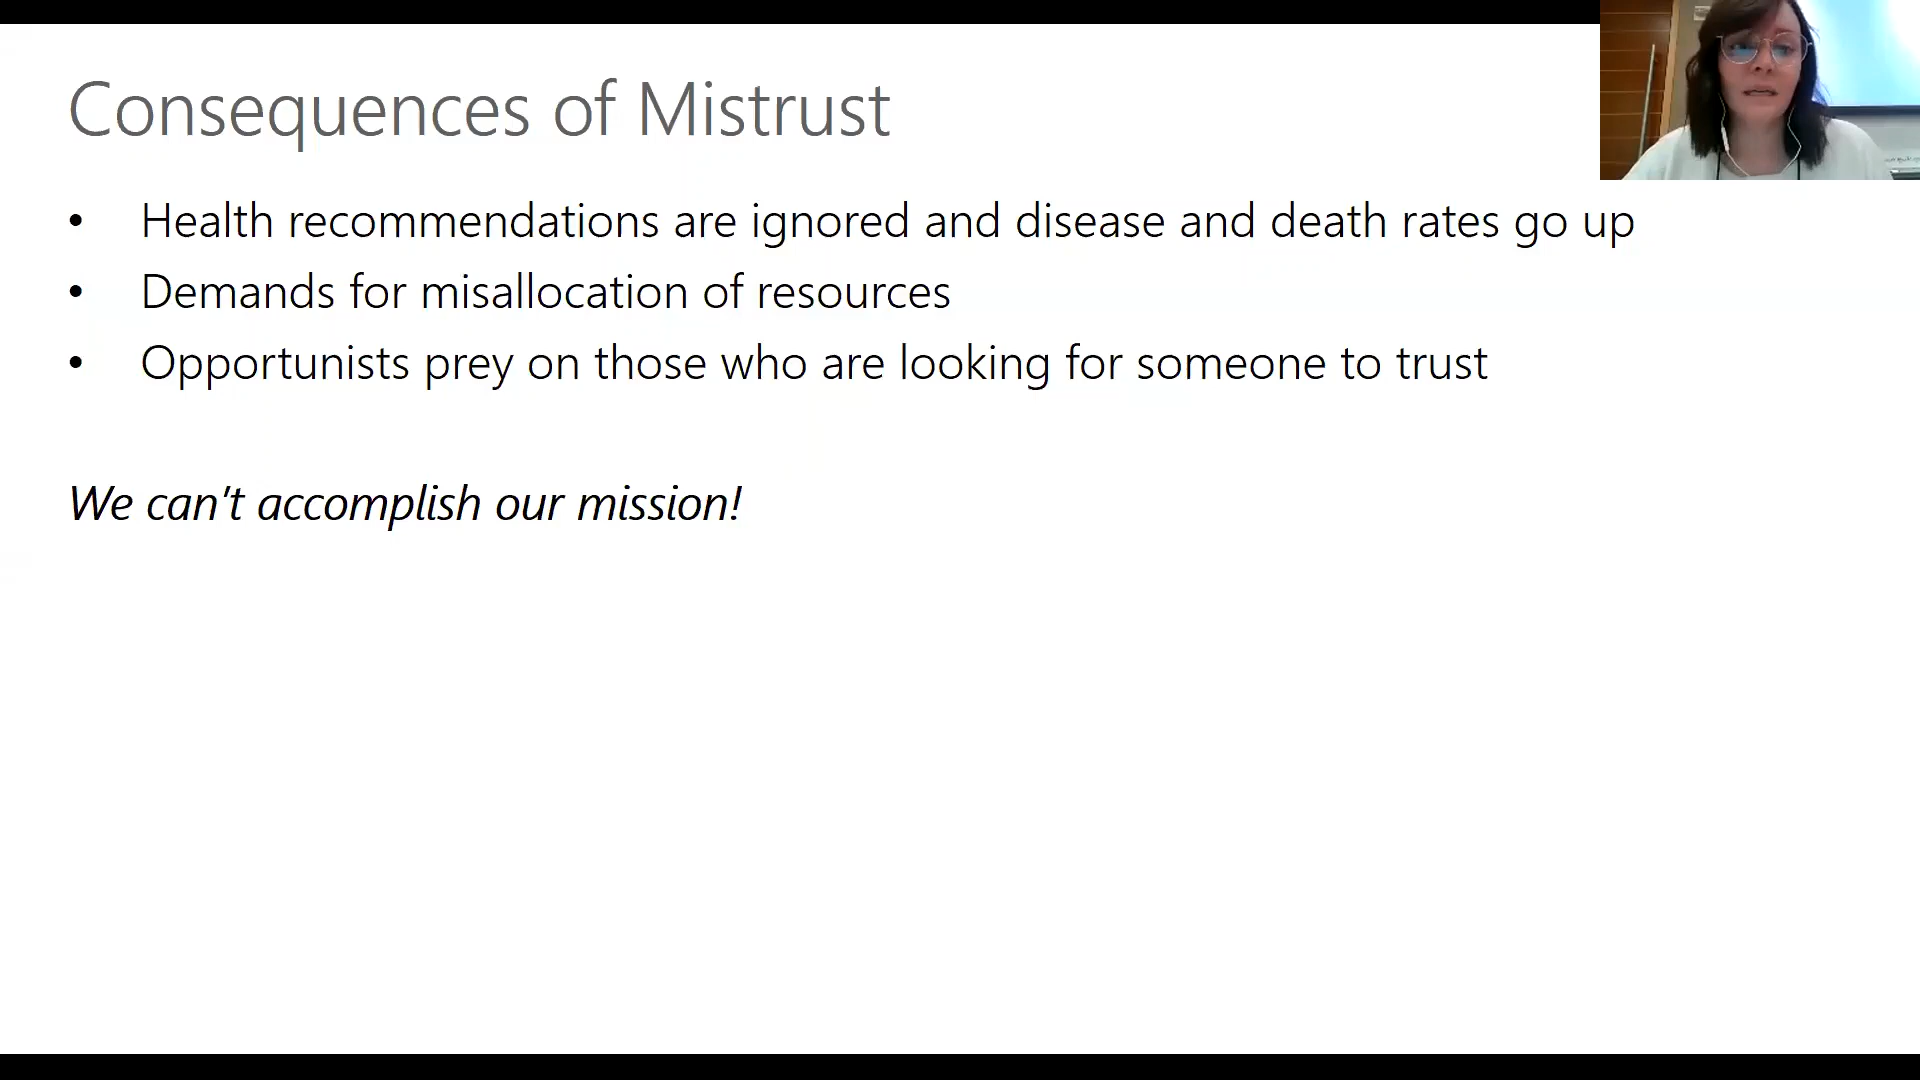 Consequences of Mistrust
• Health recommendations are ignored and disease and death rates go up
• Demands for misallocation of resources
• Opportunists prey on those who are looking for someone to trust
We can't accomplish our mission!